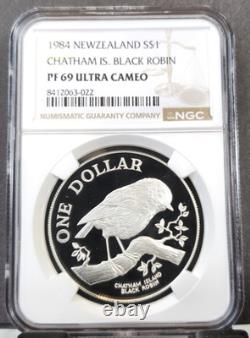 1984 NEWZEALAND S$1
CHATHAM IS. BLACK ROBIN
PF 69 ULTRA CAMEO
8412063-022
NGC
NUMISMATIC GUARANTY COMPANY
ONE DOLLAR
CHATHAM ISLAND
BLACK ROBIN
ebay